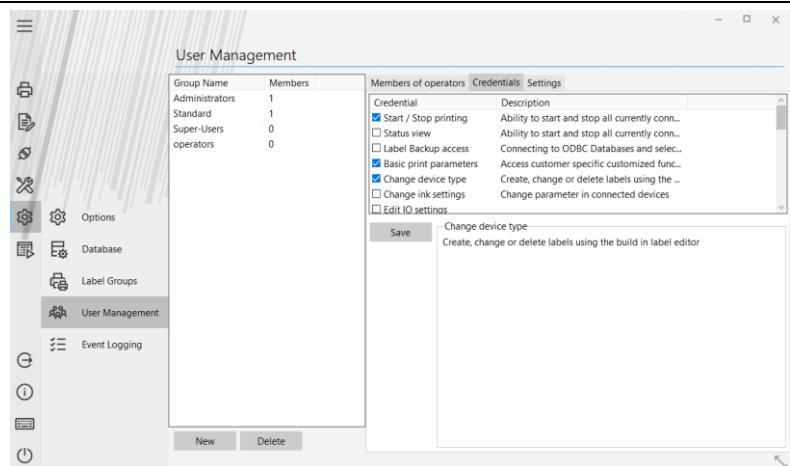 User Management
Group Name Members
Administrators 1
Standard 1
Super-Users 0
operators 0
Members of operators Credentials Settings
Credential Description
Start / Stop printing Ability to start and stop all currently conn...
Status view Ability to start and stop all currently conn...
Label Backup access Connecting to ODBC Databases and selec...
Basic print parameters Access customer specific customized func...
Change device type Create, change or delete labels using the ...
Change ink settings Change parameter in connected devices
Edit IO settings
Save
Change device type
Create, change or delete labels using the build in label editor
Options
Database
Label Groups
User Management
Event Logging
New Delete